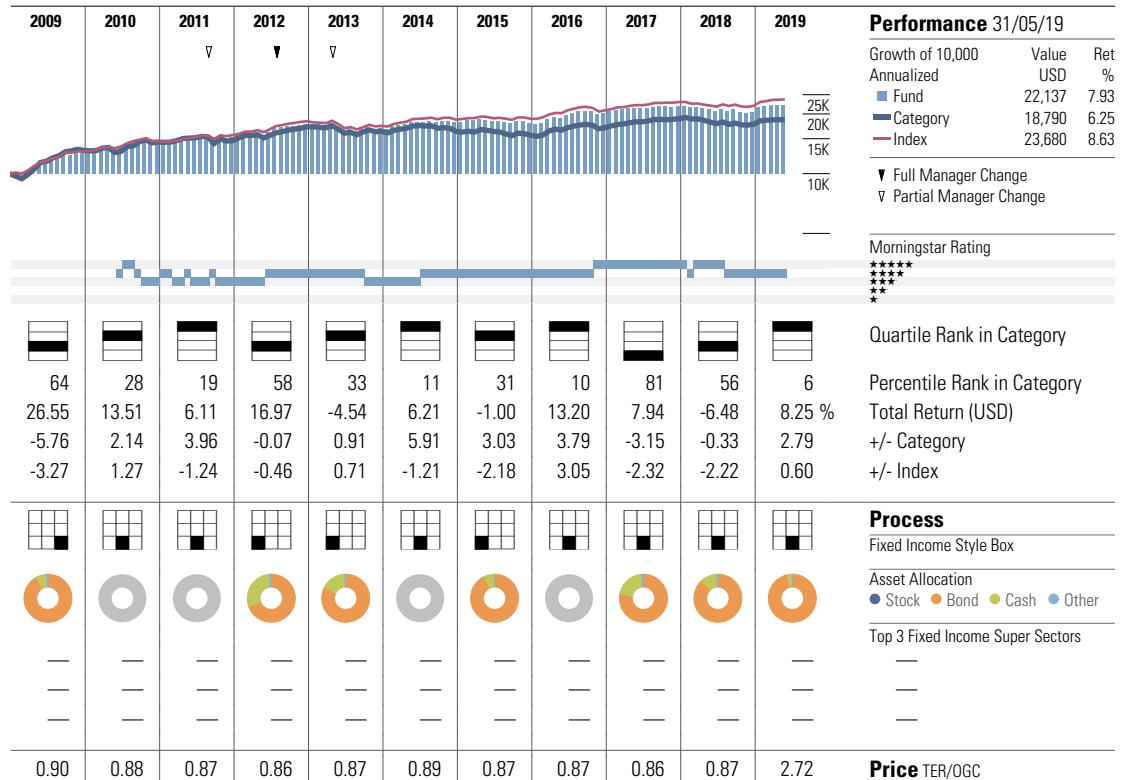 2009 2010 2011 2012 2013 2014 2015 2016 2017 2018 2019 Performance 31/05/19
Growth of 10,000 Value Ret
Annualized USD %
Fund 22,137 7.93
Category 18,790 6.25
Index 23,680 8.63
25K
20K
15K
10K
Full Manager Change
Partial Manager Change
Morningstar Rating
★★★★★
★★★★
★★★
★★
★
Quartile Rank in Category
64 28 19 58 33 11 31 10 81 56 6 Percentile Rank in Category
26.55 13.51 6.11 16.97 -4.54 6.21 -1.00 13.20 7.94 -6.48 8.25 % Total Return (USD)
-5.76 2.14 3.96 -0.07 0.91 5.91 3.03 3.79 -3.15 -0.33 2.79 +/- Category
-3.27 1.27 -1.24 -0.46 0.71 -1.21 -2.18 3.05 -2.32 -2.22 0.60 +/- Index
Process
Fixed Income Style Box
Asset Allocation
Stock Bond Cash Other
Top 3 Fixed Income Super Sectors
— — — — — — — — — — — —
— — — — — — — — — — — —
— — — — — — — — — — — —
0.90 0.88 0.87 0.86 0.87 0.89 0.87 0.87 0.86 0.87 2.72 Price TER/OGC